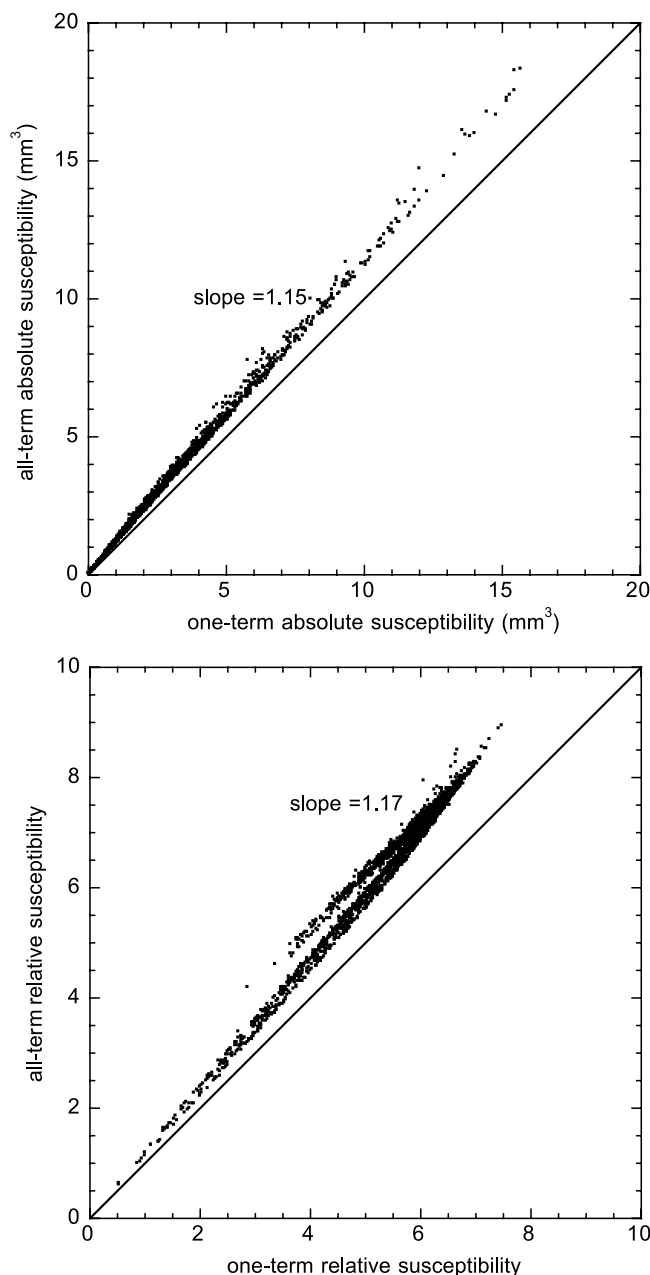 20
15
10
5
0
all-term absolute susceptibility (mm³)
slope =1.15
0 5 10 15 20
one-term absolute susceptibility (mm³)
10
8
6
4
2
0
all-term relative susceptibility
slope =1.17
0 2 4 6 8 10
one-term relative susceptibility